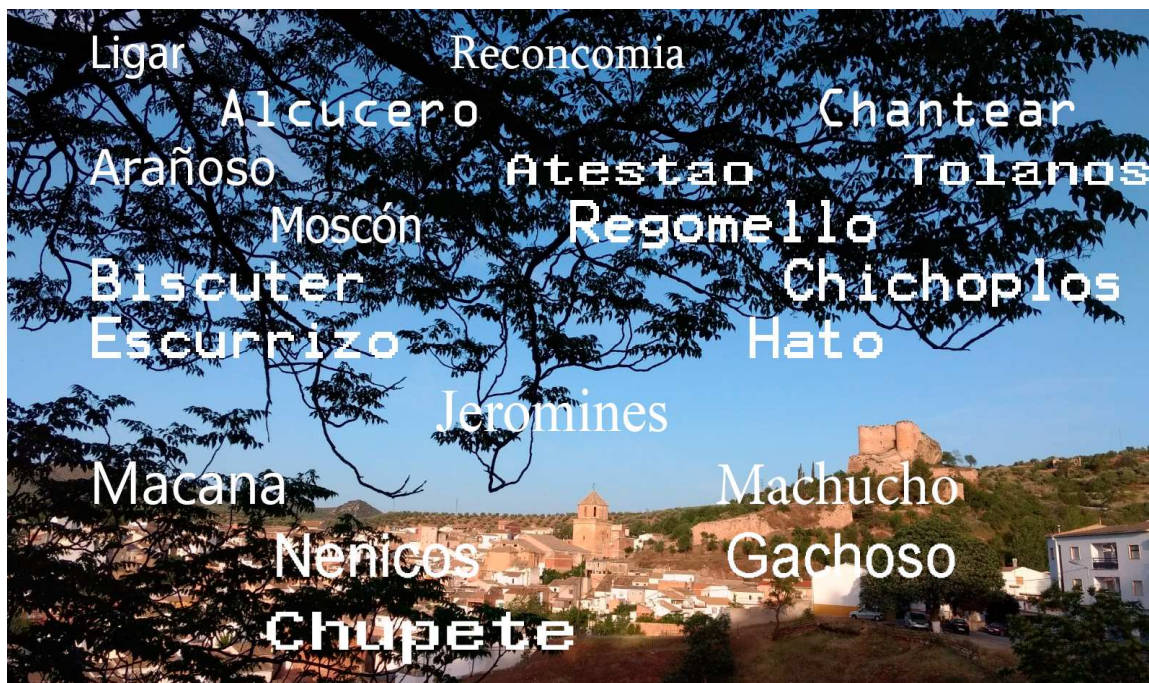 Ligar Reconcomia
Alcucero Chantear
Arañoso Atestao Tolanos
Moscón Regomello
Biscuter Chichoplos
Escurrizo Hato
Jeromines
Macana Machucho
Nenicos Gachoso
Chupete